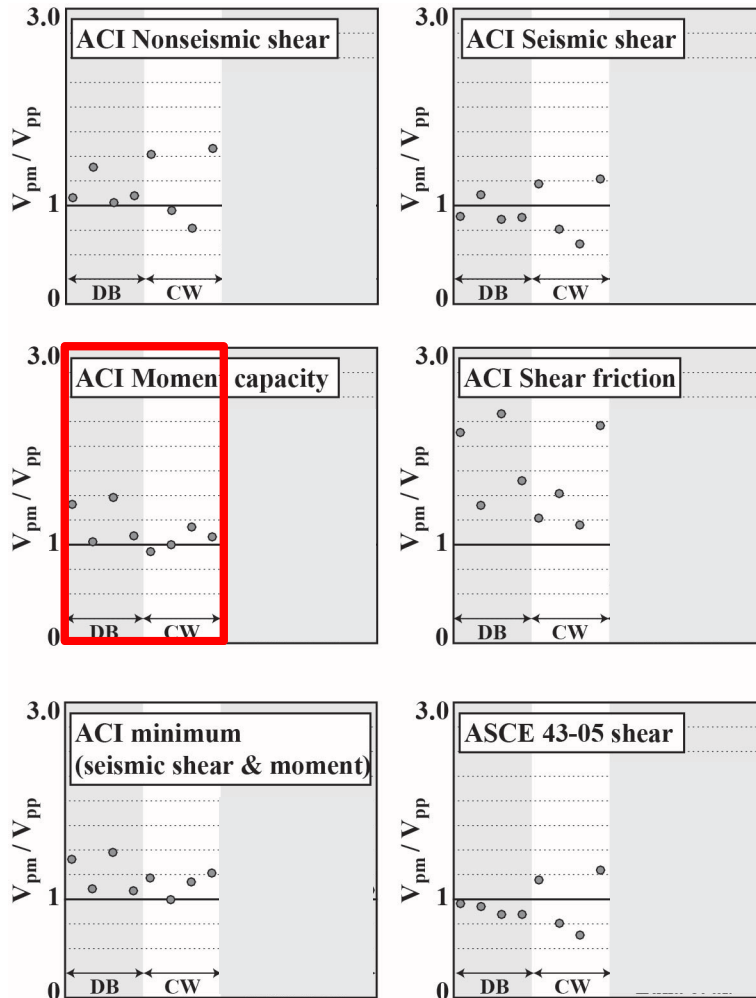 3.0
ACI Nonseismic shear
Vpm / Vpp
1
0
DB
CW
3.0
ACI Seismic shear
Vpm / Vpp
1
0
DB
CW
3.0
ACI Moment capacity
Vpm / Vpp
1
0
DB
CW
3.0
ACI Shear friction
Vpm / Vpp
1
0
DB
CW
3.0
ACI minimum
(seismic shear & moment)
Vpm / Vpp
1
0
DB
CW
3.0
ASCE 43-05 shear
Vpm / Vpp
1
0
DB
CW